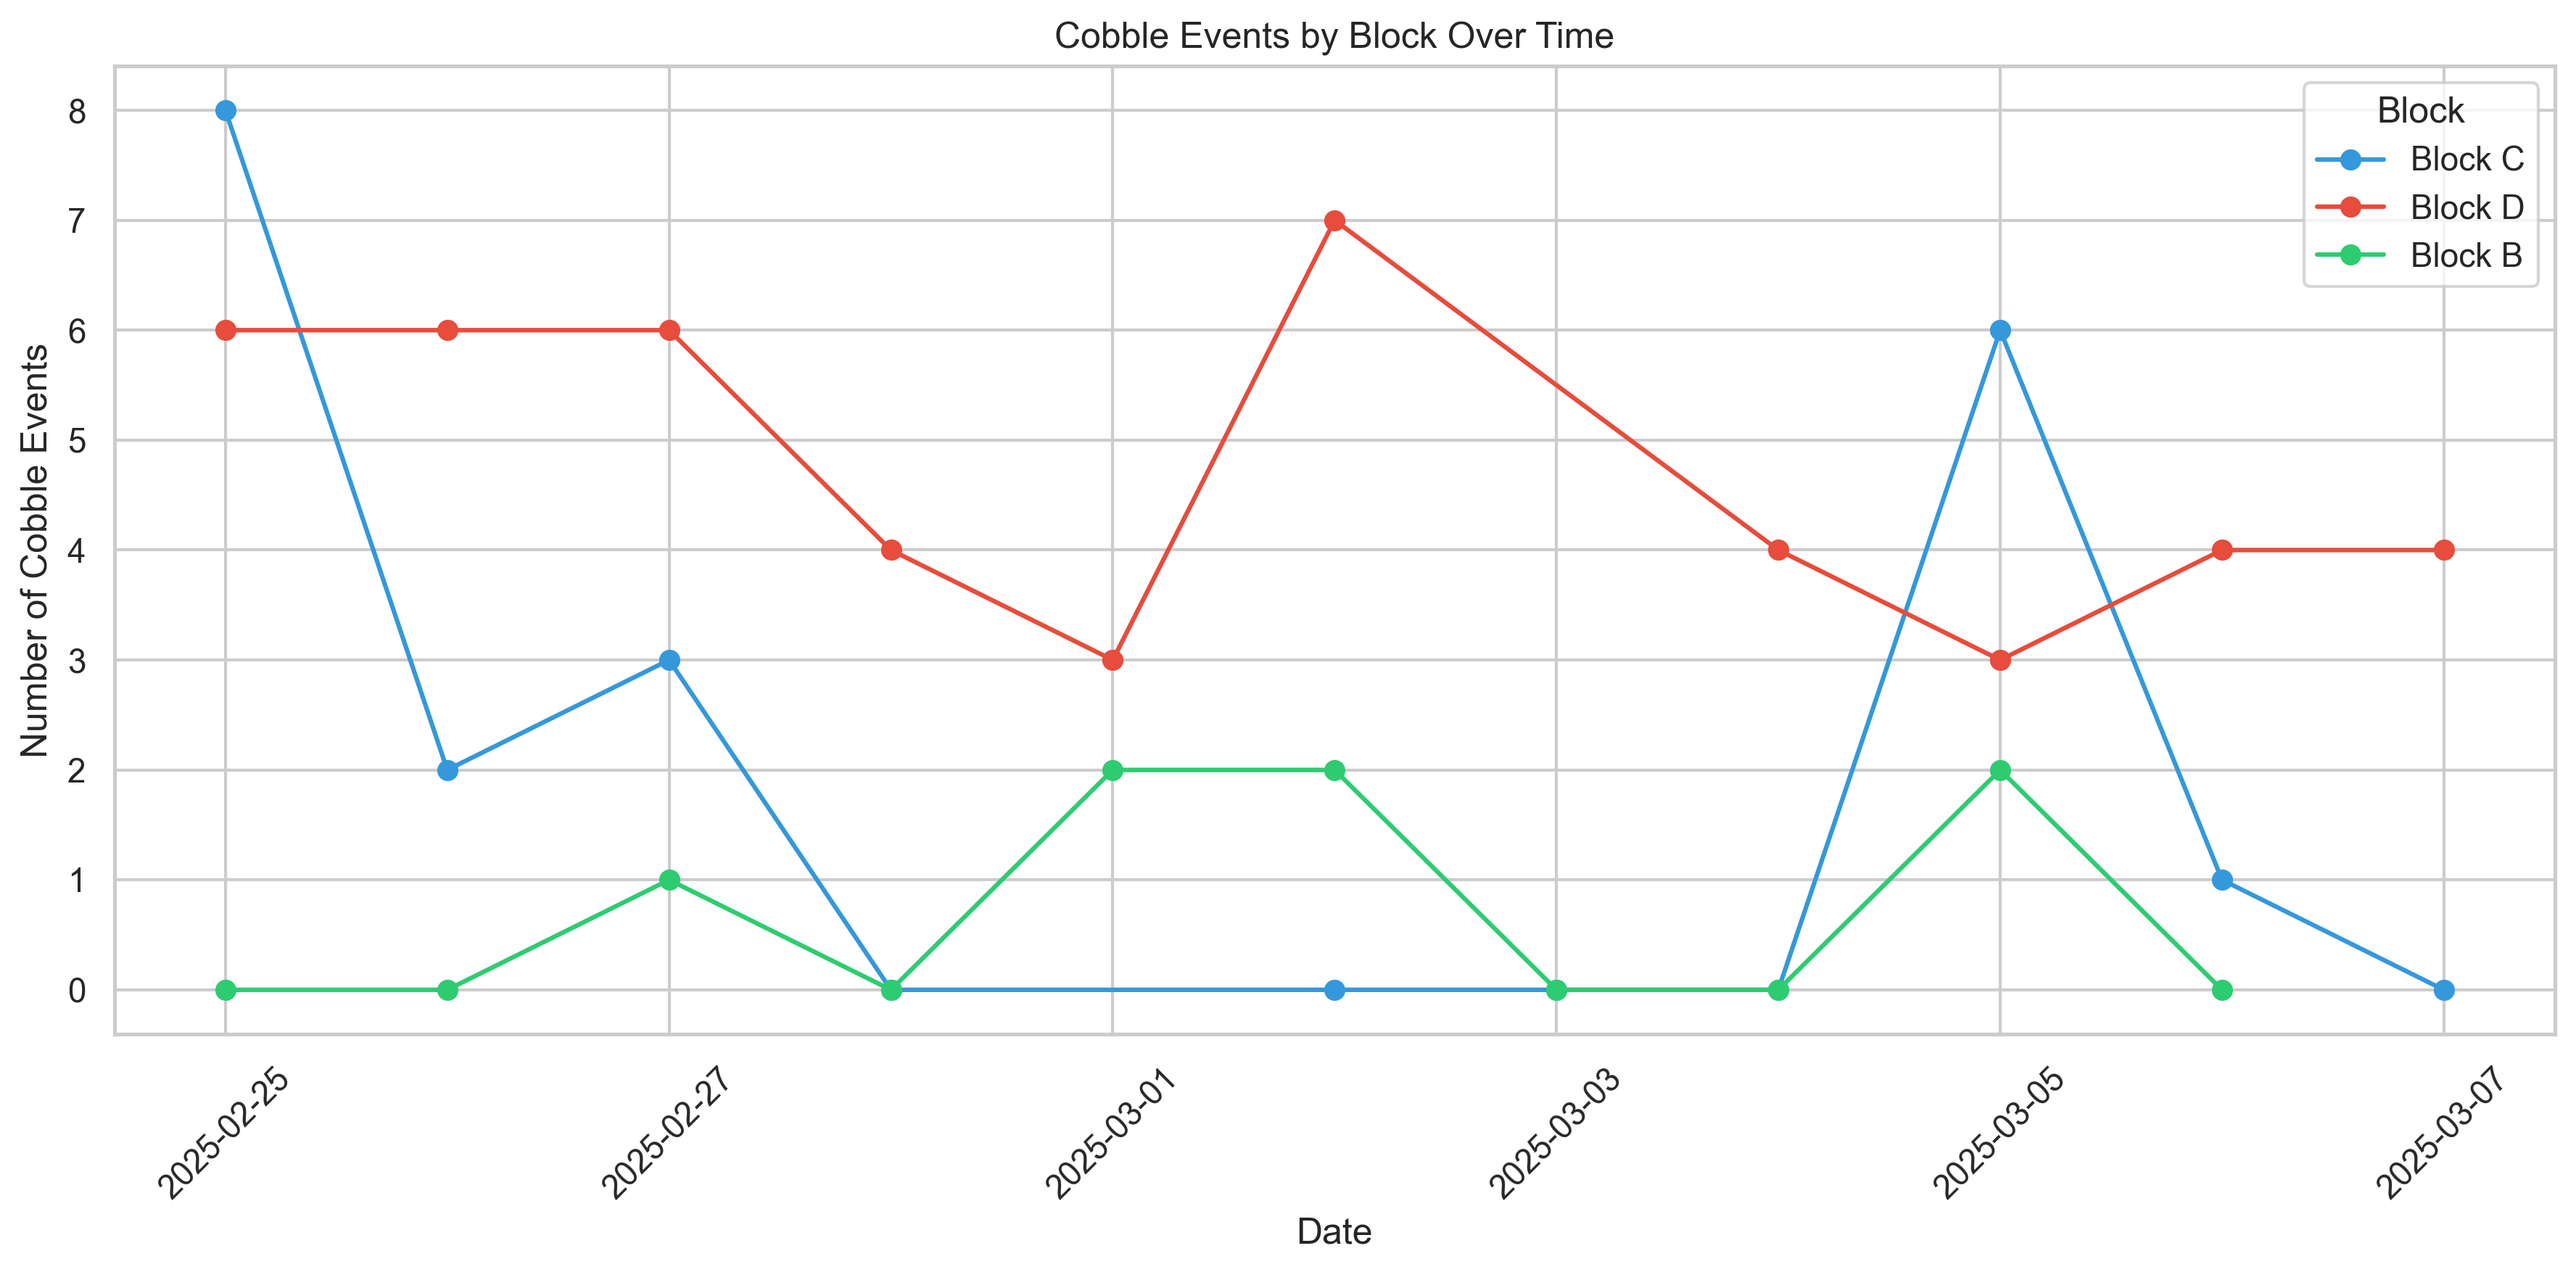 Cobble Events by Block Over Time
Number of Cobble Events
8
7
6
5
4
3
2
1
0
Block
Block C
Block D
Block B
2025-02-25
2025-02-27
2025-03-01
2025-03-03
2025-03-05
2025-03-07
Date